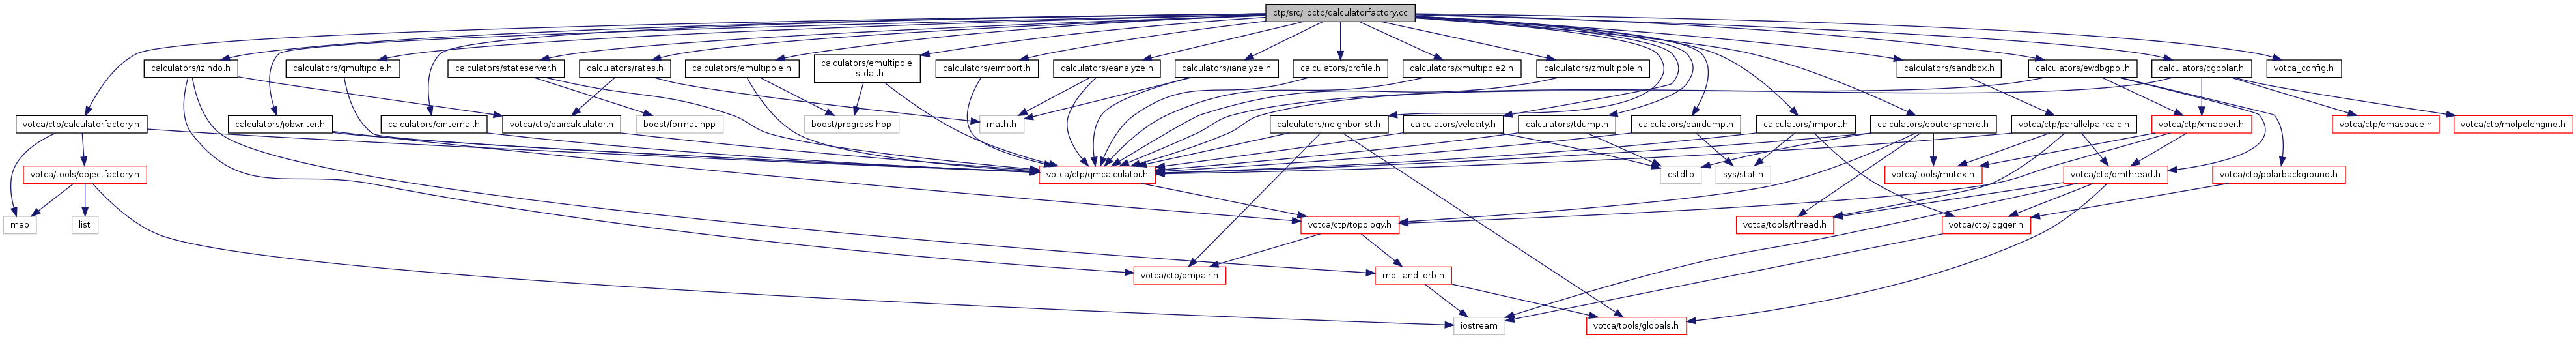 ctp/src/libctp/calculatorfactory.cc
calculators/izindo.h
calculators/qmultipole.h
calculators/stateserver.h
calculators/rates.h
calculators/emultipole.h
calculators/emultipole
_stdal.h
calculators/eimport.h
calculators/eanalyze.h
calculators/ianalyze.h
calculators/profile.h
calculators/xmultipole2.h
calculators/zmultipole.h
calculators/sandbox.h
calculators/ewdbgpol.h
calculators/cgpolar.h
votca_config.h
votca/ctp/calculatorfactory.h
calculators/jobwriter.h
calculators/einternal.h
votca/ctp/paircalculator.h
boost/format.hpp
boost/progress.hpp
math.h
calculators/neighborlist.h
calculators/velocity.h
calculators/tdump.h
calculators/pairdump.h
calculators/iimport.h
calculators/eoutersphere.h
votca/ctp/parallelpaircalc.h
votca/ctp/xmapper.h
votca/ctp/dmaspace.h
votca/ctp/molpolengine.h
votca/tools/objectfactory.h
votca/ctp/qmcalculator.h
cstdlib
sys/stat.h
votca/tools/mutex.h
votca/ctp/qmthread.h
votca/ctp/polarbackground.h
map
list
votca/ctp/topology.h
votca/tools/thread.h
votca/ctp/logger.h
votca/ctp/qmpair.h
mol_and_orb.h
iostream
votca/tools/globals.h